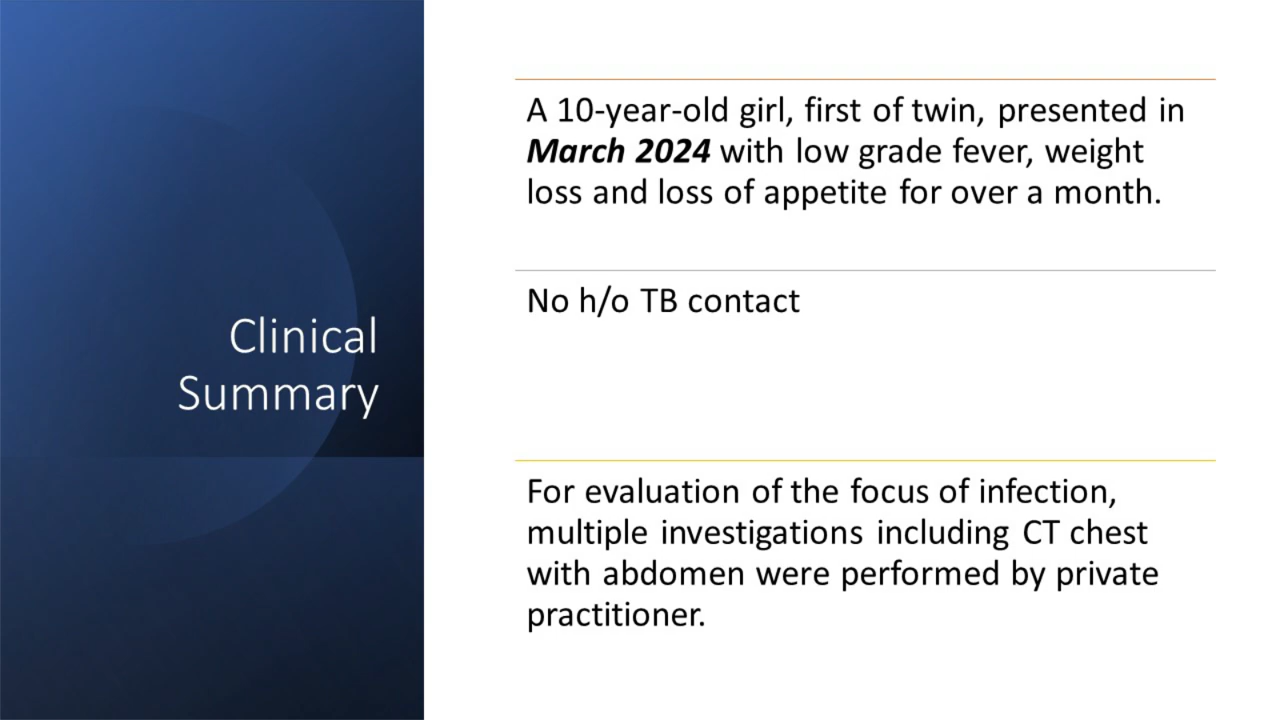 Clinical
Summary
A 10-year-old girl, first of twin, presented in
March 2024 with low grade fever, weight
loss and loss of appetite for over a month.
No h/o TB contact
For evaluation of the focus of infection,
multiple investigations including CT chest
with abdomen were performed by private
practitioner.